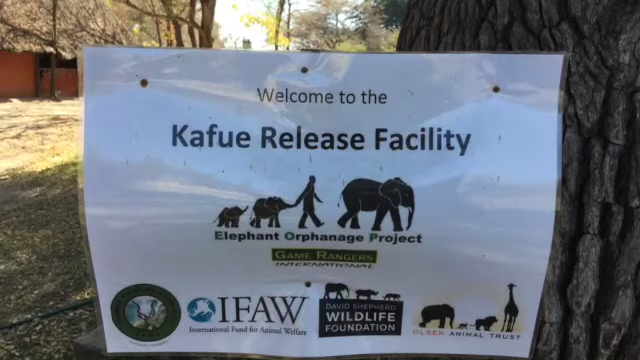 Welcome to the
Kafue Release Facility
Elephant Orphanage Project
GAME RANGERS
INTERNATIONAL
IFAW
International Fund for Animal Welfare
DAVID SHEPHERD
WILDLIFE
FOUNDATION
OLSEN ANIMAL TRUST